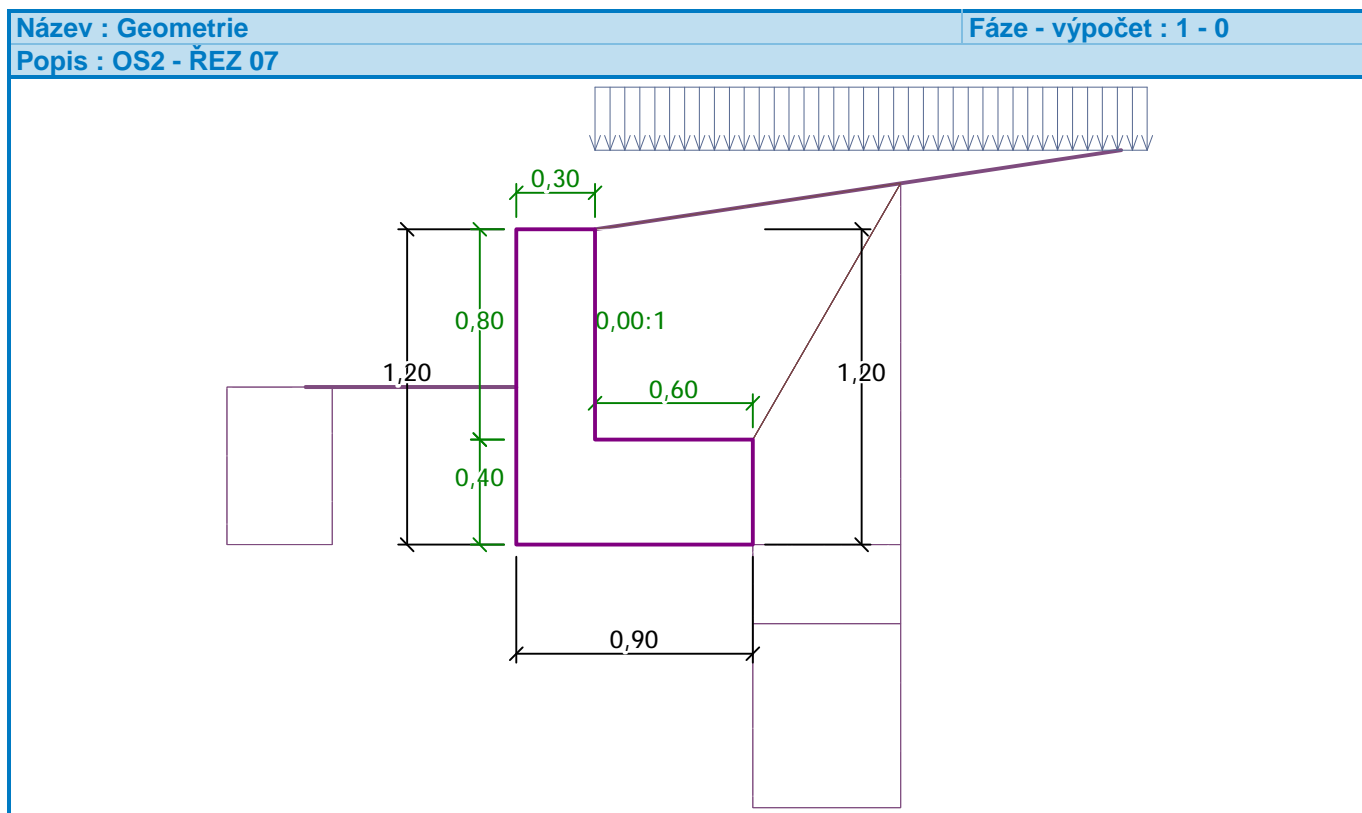 Název : Geometrie
Fáze - výpočet : 1 - 0
Popis : OS2 - ŘEZ 07
0,30
0,80
0,00:1
1,20
1,20
0,60
0,40
0,90